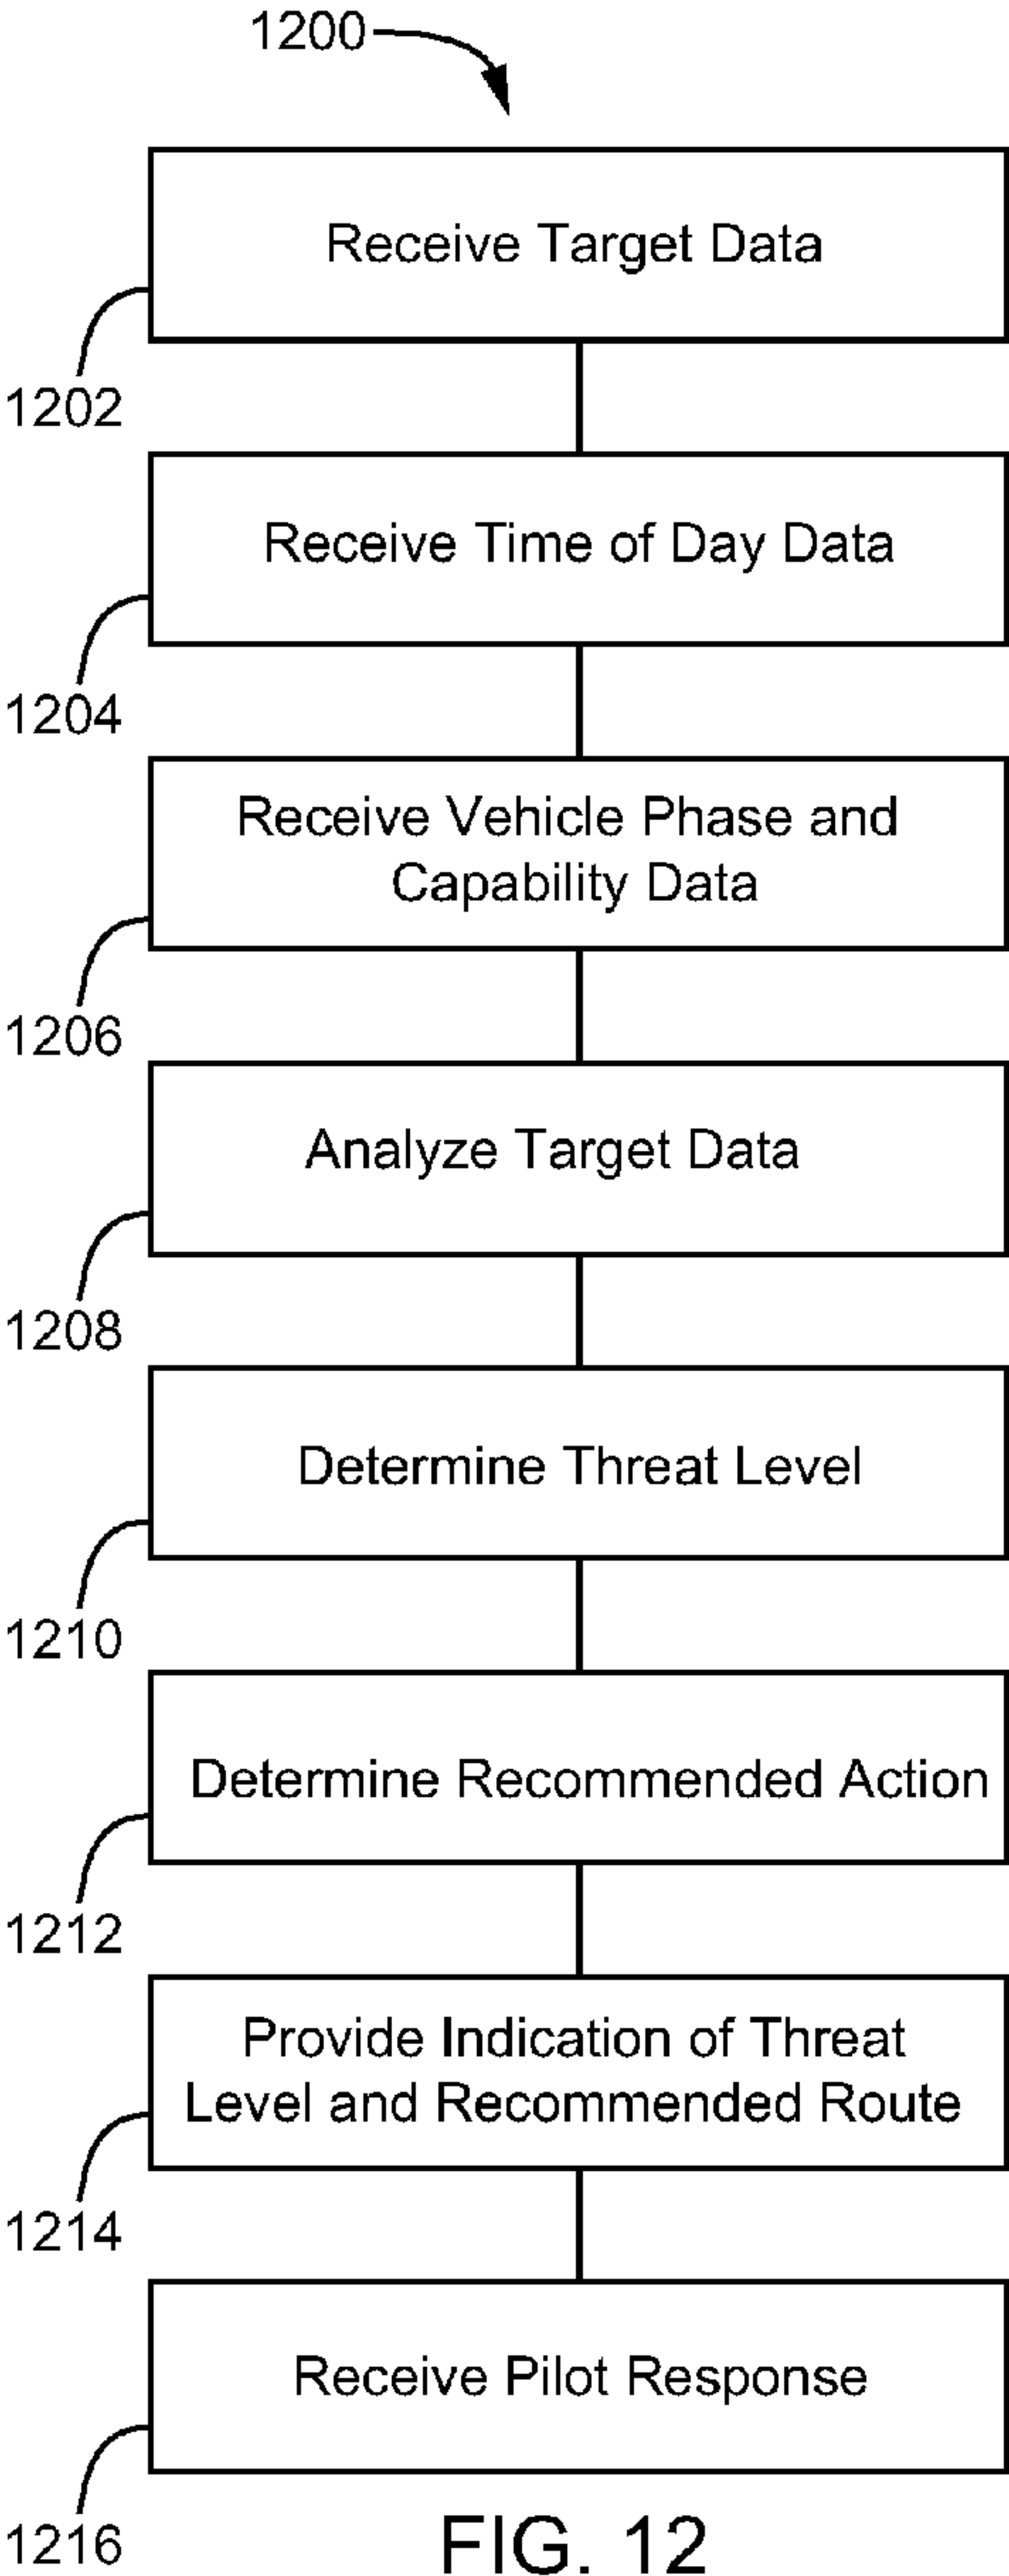 1200
Receive Target Data
1202
Receive Time of Day Data
1204
Receive Vehicle Phase and
Capability Data
1206
Analyze Target Data
1208
Determine Threat Level
1210
Determine Recommended Action
1212
Provide Indication of Threat
Level and Recommended Route
1214
Receive Pilot Response
1216
FIG. 12